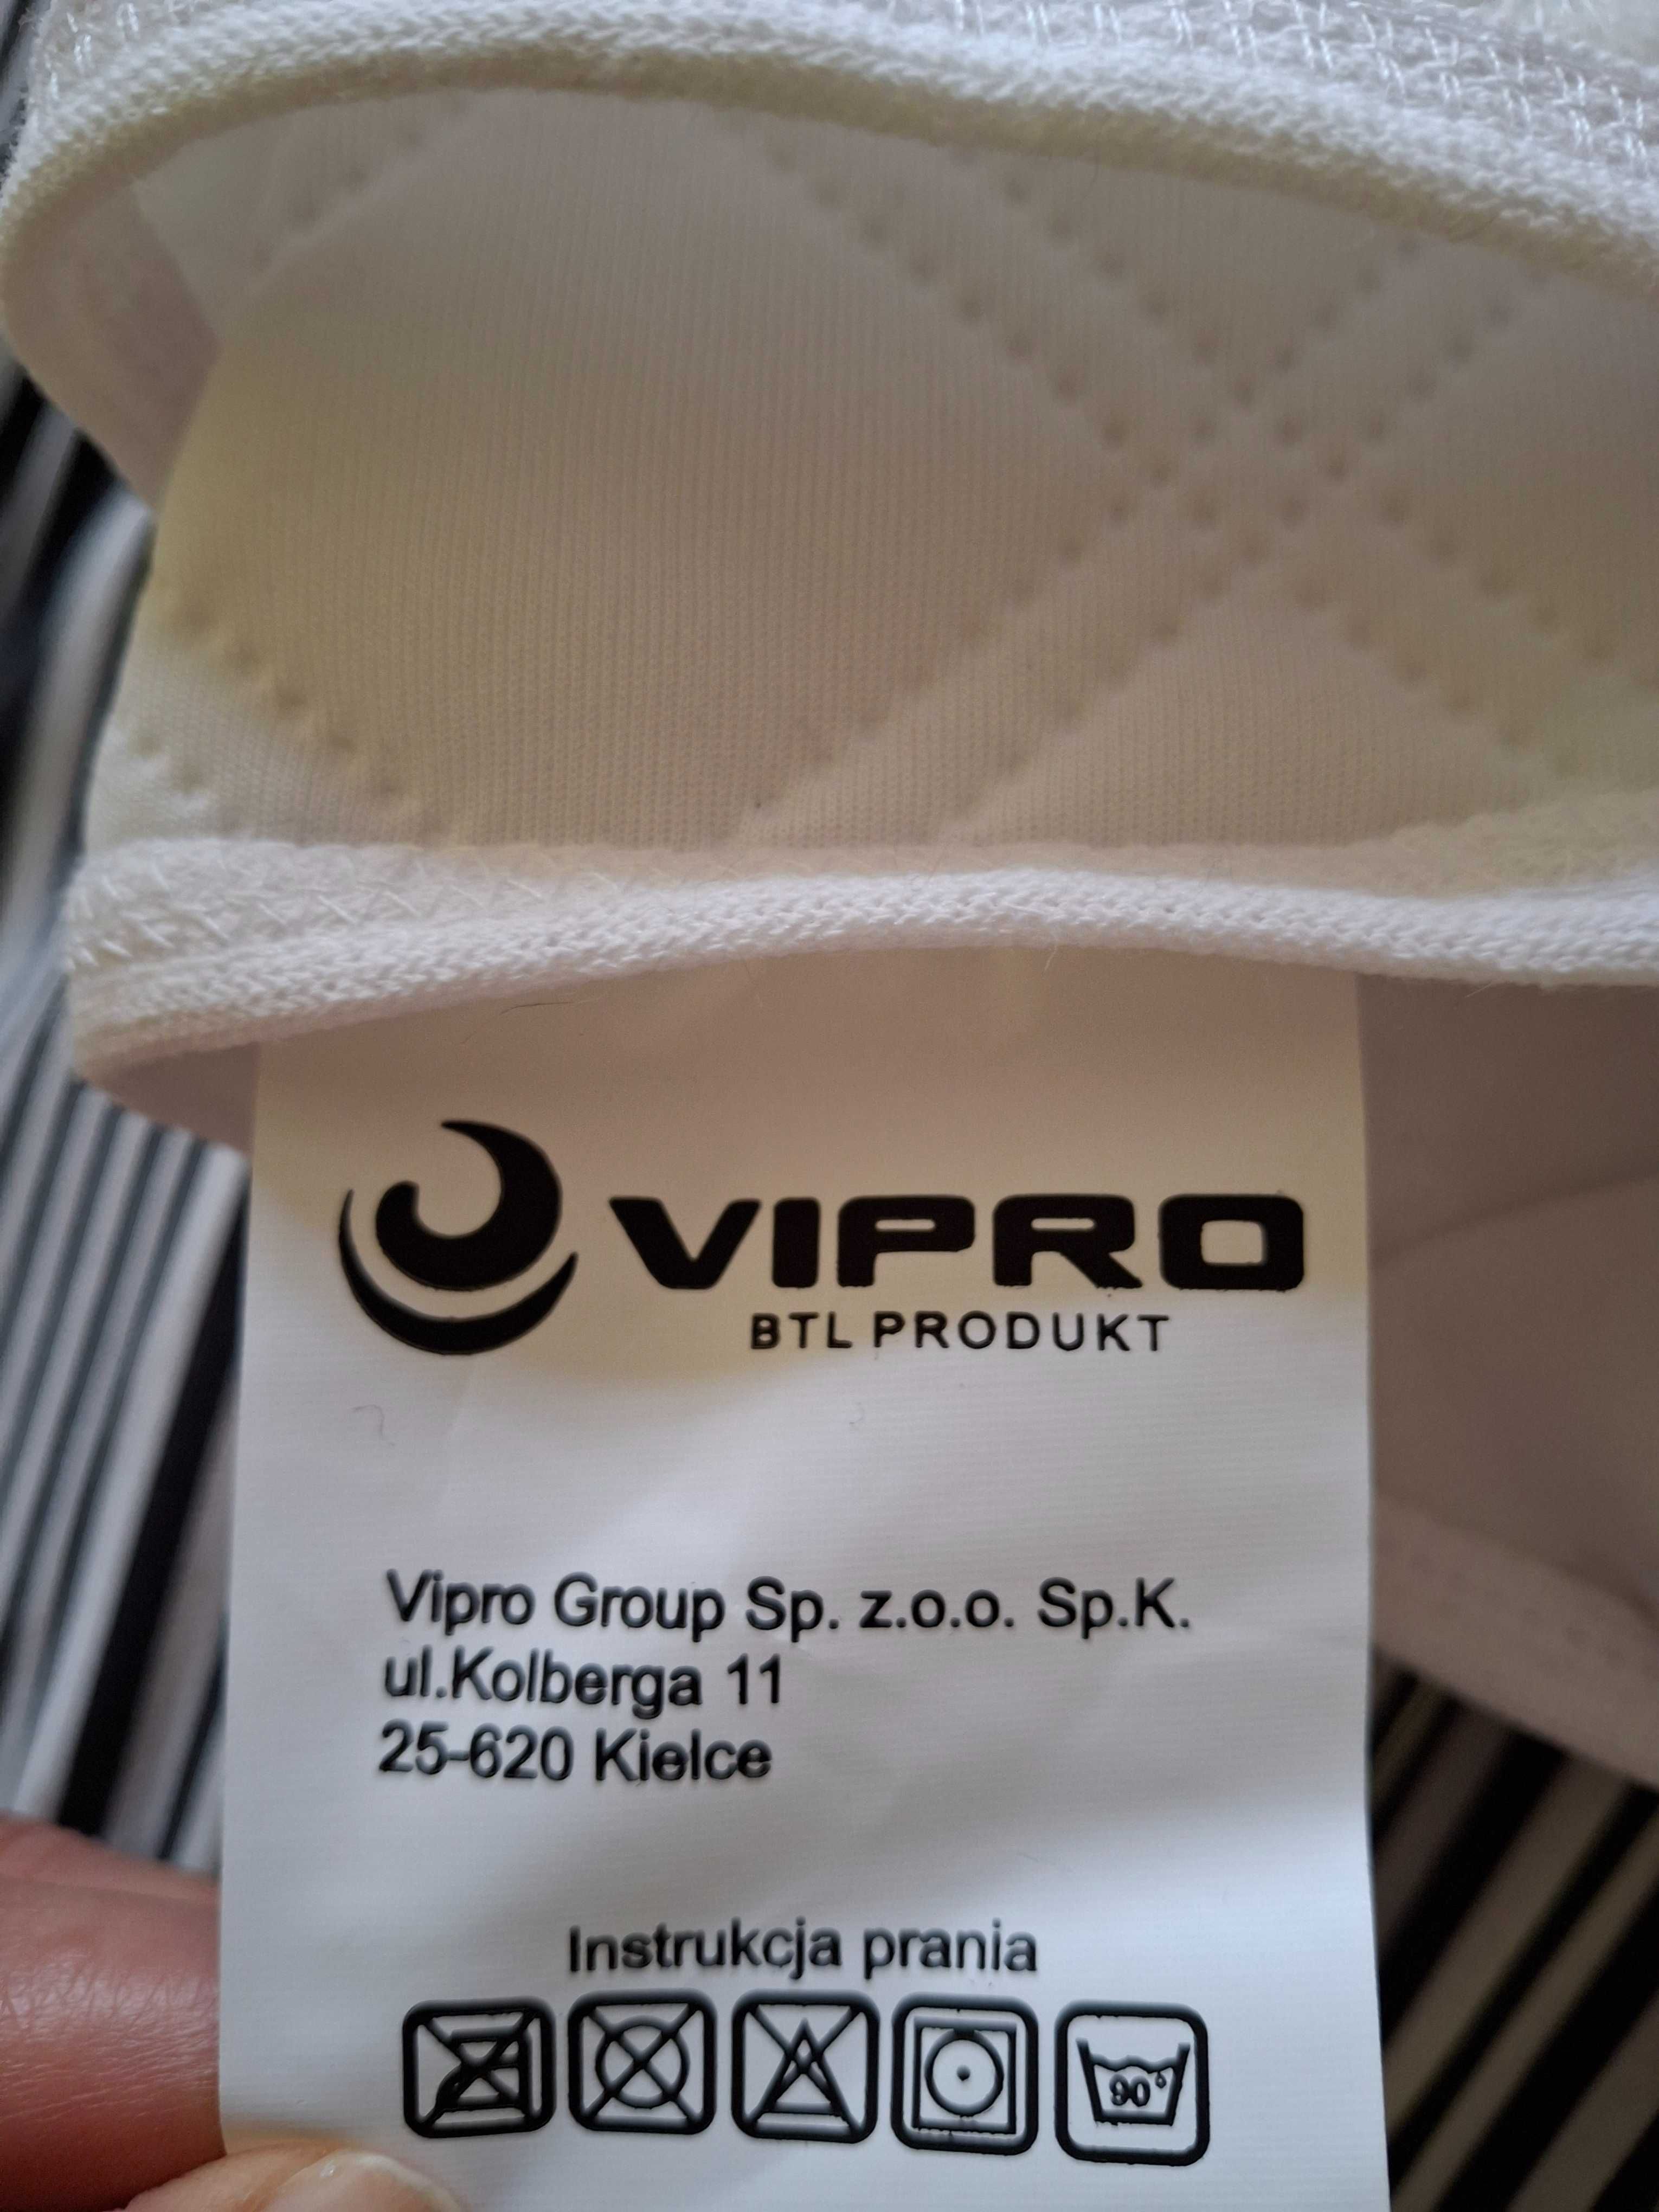 VIPRO
BTL PRODUKT
Vipro Group Sp. z.o.o. Sp.K.
ul.Kolberga 11
25-620 Kielce
Instrukcja prania
90°